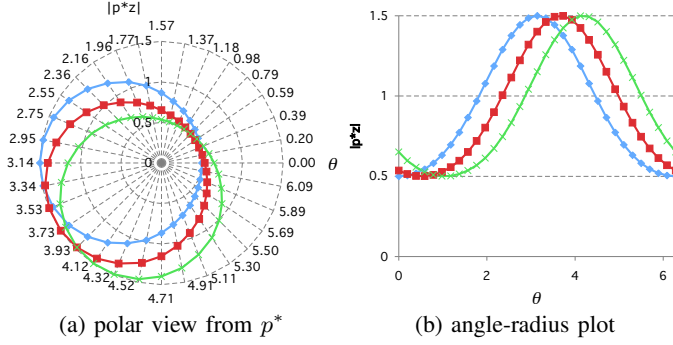 |p*z|
1.57
1.77 1.5 1.37
1.96 1.18
2.16 0.98
2.36 0.79
2.55 1 0.59
2.75 0.5 0.39
2.95 0.20
3.14 0 0.00 θ
3.34 6.09
3.53 5.89
3.73 5.69
3.93 5.50
4.12 5.30
4.32 5.11
4.52 4.91
4.71
(a) polar view from p*
1.5
1
0.5
0
|p*z|
0 2 4 6
θ
(b) angle-radius plot